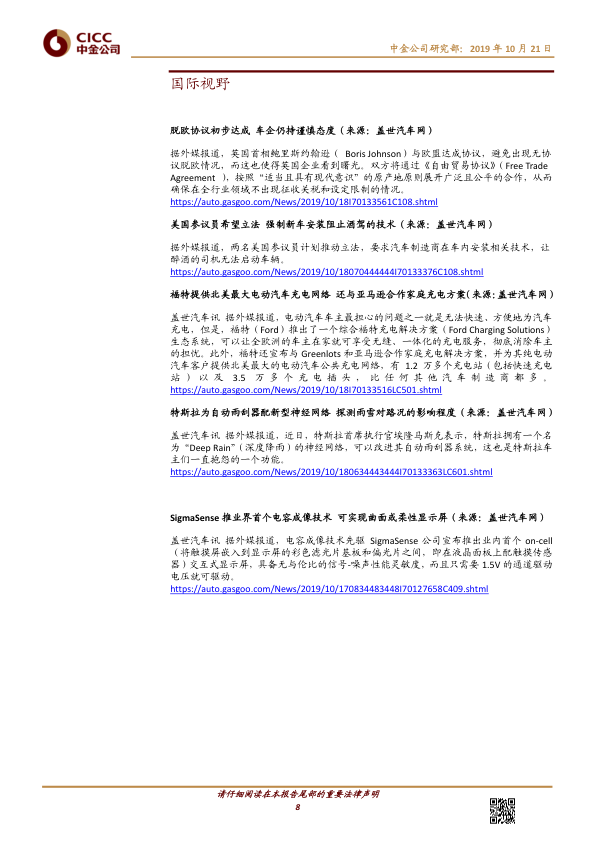 CICC
中金公司
中金公司研究部：2019 年 10 月 21 日
国际视野
脱欧协议初步达成 车企仍持谨慎态度（来源：盖世汽车网）
据外媒报道，英国首相鲍里斯约翰逊（ Boris Johnson）与欧盟达成协议，避免出现无协
议脱欧情况，而这也使得英国企业看到曙光。双方将通过《自由贸易协议》（Free Trade
Agreement ），按照 “适当且具有现代意识” 的原产地原则展开广泛且公平的合作，从而
确保在全行业领域不出现征收关税和设定限制的情况。
https://auto.gasgoo.com/News/2019/10/18I70133561C108.shtml
美国参议员希望立法 强制新车安装阻止酒驾的技术（来源：盖世汽车网）
据外媒报道，两名美国参议员计划推动立法，要求汽车制造商在车内安装相关技术，让
醉酒的司机无法启动车辆。
https://auto.gasgoo.com/News/2019/10/18070444444I70133376C108.shtml
福特提供北美最大电动汽车充电网络 还与亚马逊合作家庭充电方案（来源：盖世汽车网）
盖世汽车讯 据外媒报道，电动汽车车主最担心的问题之一就是无法快速、方便地为汽车
充电，但是，福特（Ford）推出了一个综合福特充电解决方案（Ford Charging Solutions）
生态系统，可以让全欧洲的车主在家就可享受无缝、一体化的充电服务，彻底消除车主
的担忧。此外，福特还宣布与 Greenlots 和亚马逊合作家庭充电解决方案，并为其纯电动
汽车客户提供北美最大的电动汽车公共充电网络，有 1.2 万多个充电站（包括快速充电
站）以及 3.5 万多个充电插头，比任何其他汽车制造商都多。
https://auto.gasgoo.com/News/2019/10/18I70133516LC501.shtml
特斯拉为自动雨刮器配新型神经网络 探测雨雪对路况的影响程度（来源：盖世汽车网）
盖世汽车讯 据外媒报道，近日，特斯拉首席执行官埃隆马斯克表示，特斯拉拥有一个名
为 “Deep Rain”（深度降雨）的神经网络，可以改进其自动雨刮器系统，这也是特斯拉车
主们一直抱怨的一个功能。
https://auto.gasgoo.com/News/2019/10/180634443444I70133363LC601.shtml
SigmaSense 推业界首个电容成像技术 可实现曲面或柔性显示屏（来源：盖世汽车网）
盖世汽车讯 据外媒报道，电容成像技术先驱 SigmaSense 公司宣布推出业内首个 on-cell
（将触摸屏嵌入到显示屏的彩色滤光片基板和偏光片之间，即在液晶面板上配触摸传感
器）交互式显示屏，具备无与伦比的信号-噪声性能灵敏度，而且只需要 1.5V 的通道驱动
电压就可驱动。
https://auto.gasgoo.com/News/2019/10/170834483448I70127658C409.shtml
请仔细阅读在本报告尾部的重要法律声明
8